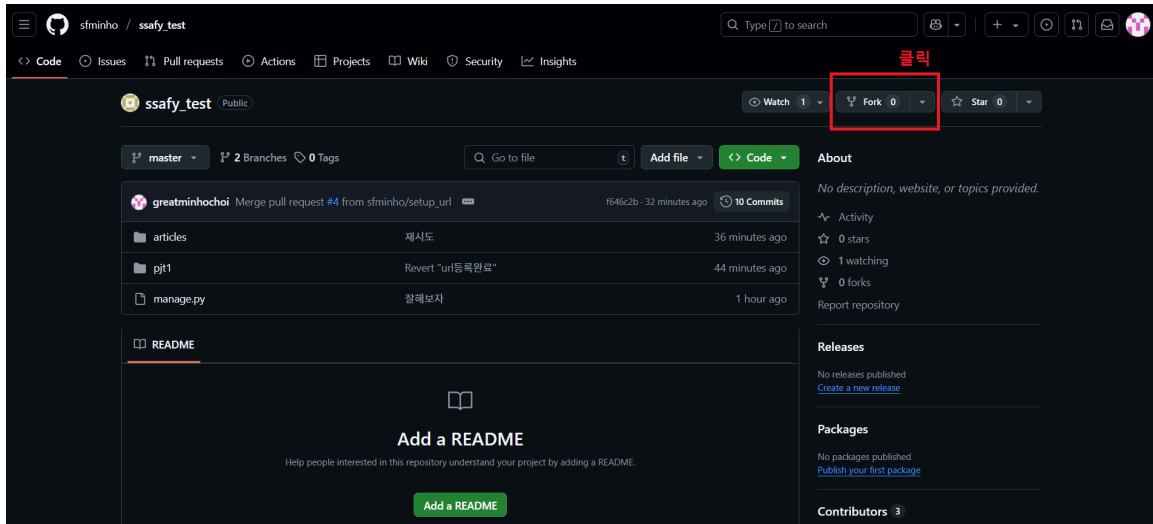 sfminho / ssafy_test
Type / to search
Code Issues Pull requests Actions Projects Wiki Security Insights
클릭
ssafy_test Public
Watch 1 Fork 0 Star 0
master 2 Branches 0 Tags Go to file t Add file Code
About
No description, website, or topics provided.
greatminhochoi Merge pull request #4 from sfminho/setup_url f646c2b · 32 minutes ago 10 Commits
Activity
articles 재시도 36 minutes ago
0 stars
1 watching
pjt1 Revert "url등록완료" 44 minutes ago
0 forks
manage.py 잘해보자 1 hour ago
Report repository
README
Releases
No releases published
Create a new release
Add a README
Help people interested in this repository understand your project by adding a README.
Add a README
Packages
No packages published
Publish your first package
Contributors 3